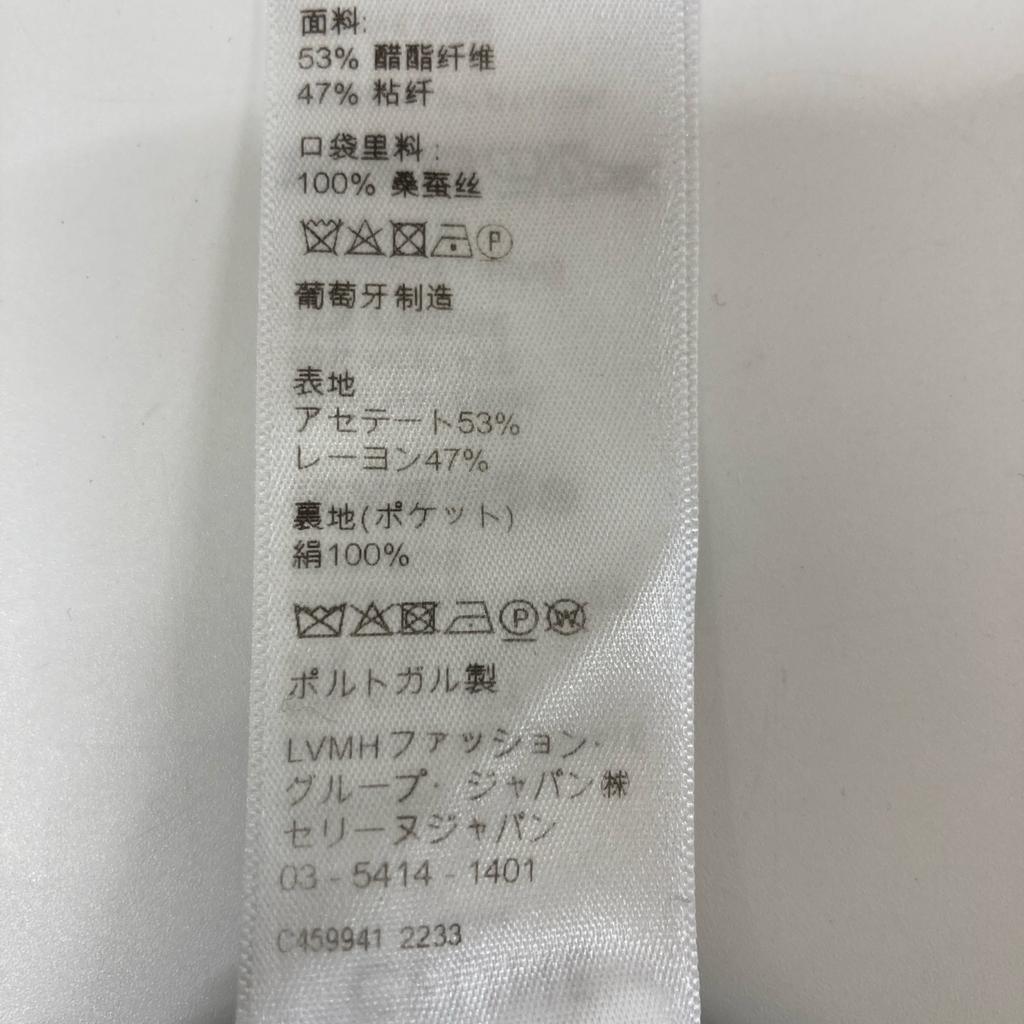 面料:
53% 醋酯纤维
47% 粘纤
口袋里料:
100% 桑蚕丝
P
葡萄牙制造
表地
アセテート53%
レーヨン47%
裏地(ポケット)
絹100%
P W
ポルトガル製
LVMHファッション·
グループ· ジャパン㈱
セリーヌジャパン
03 - 5414 - 1401
C459941 2233